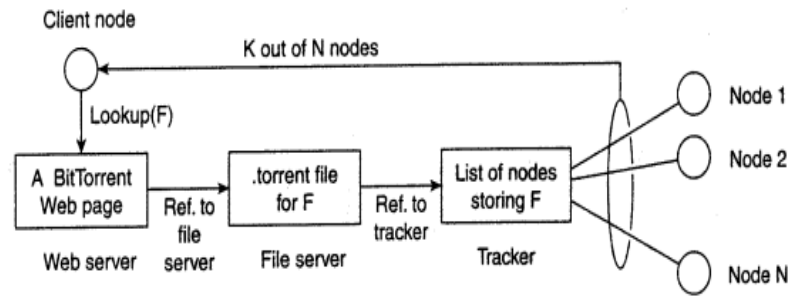 Client node
K out of N nodes
Lookup(F)
A BitTorrent
Web page
Ref. to
file
server
.torrent file
for F
Ref. to
tracker
List of nodes
storing F
Web server
File server
Tracker
Node 1
Node 2
Node N